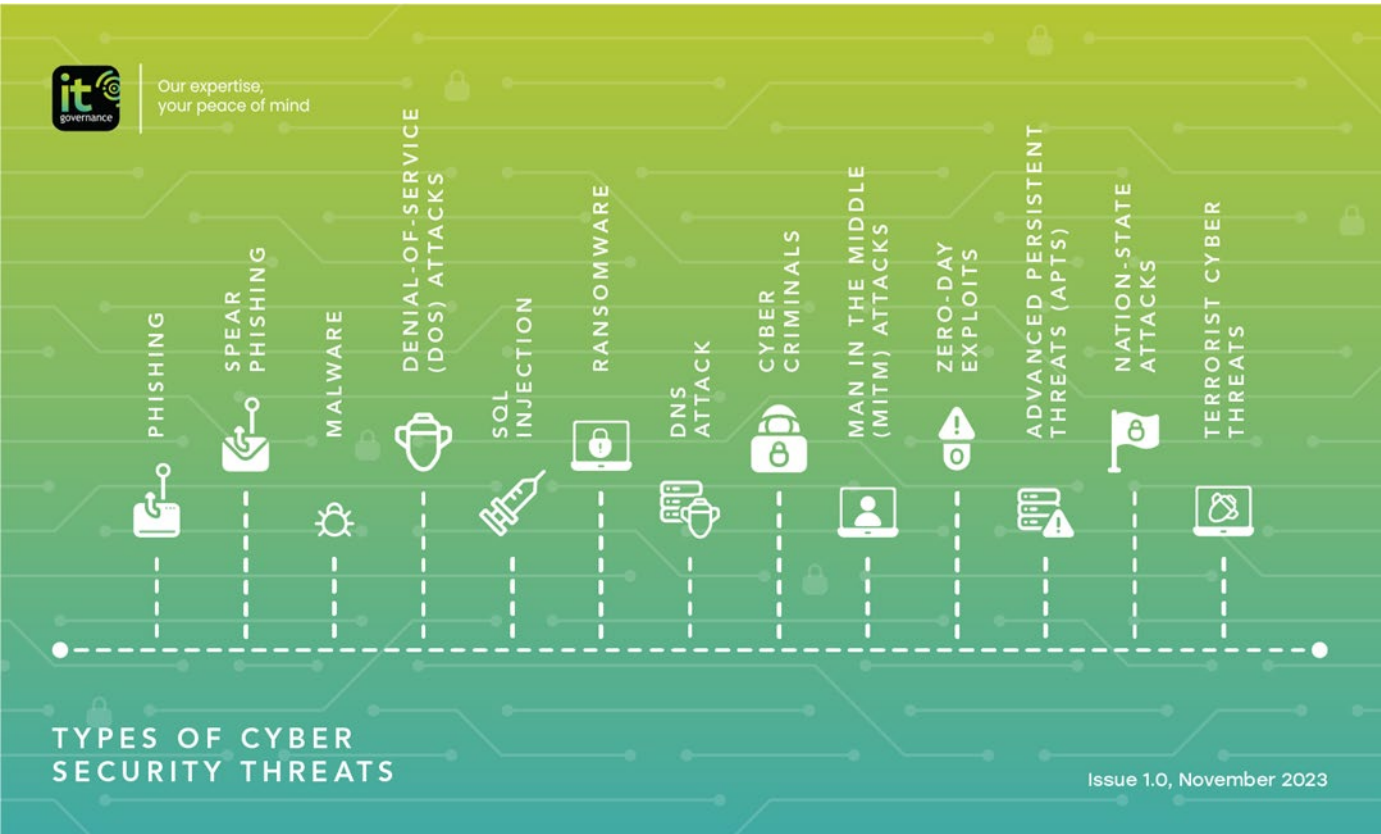 it
governance
Our expertise,
your peace of mind
PHISHING
SPEAR
PHISHING
MALWARE
DENIAL-OF-SERVICE
(DOS) ATTACKS
SQL
INJECTION
RANSOMWARE
DNS
ATTACK
CYBER
CRIMINALS
MAN IN THE MIDDLE
(MITM) ATTACKS
ZERO-DAY
EXPLOITS
0
ADVANCED PERSISTENT
THREATS (APTS)
NATION-STATE
ATTACKS
TERRORIST CYBER
THREATS
TYPES OF CYBER
SECURITY THREATS
Issue 1.0, November 2023